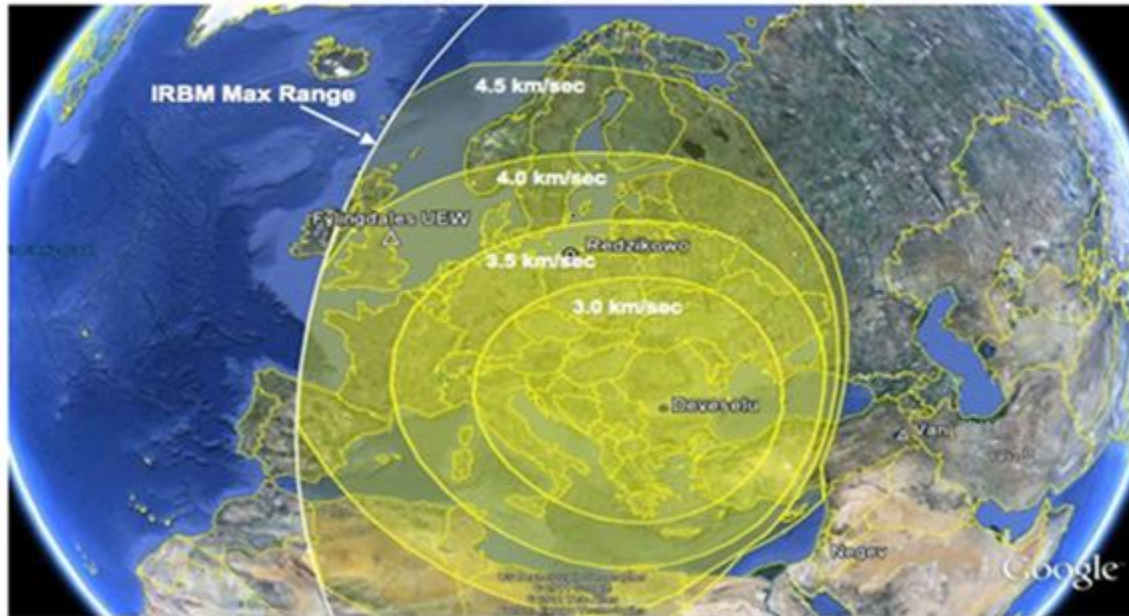 4.5 km/sec
IRBM Max Range
4.0 km/sec
Fylingdales UEW
Redzikowo
3.5 km/sec
3.0 km/sec
Deveselu
Van
Negev
Google